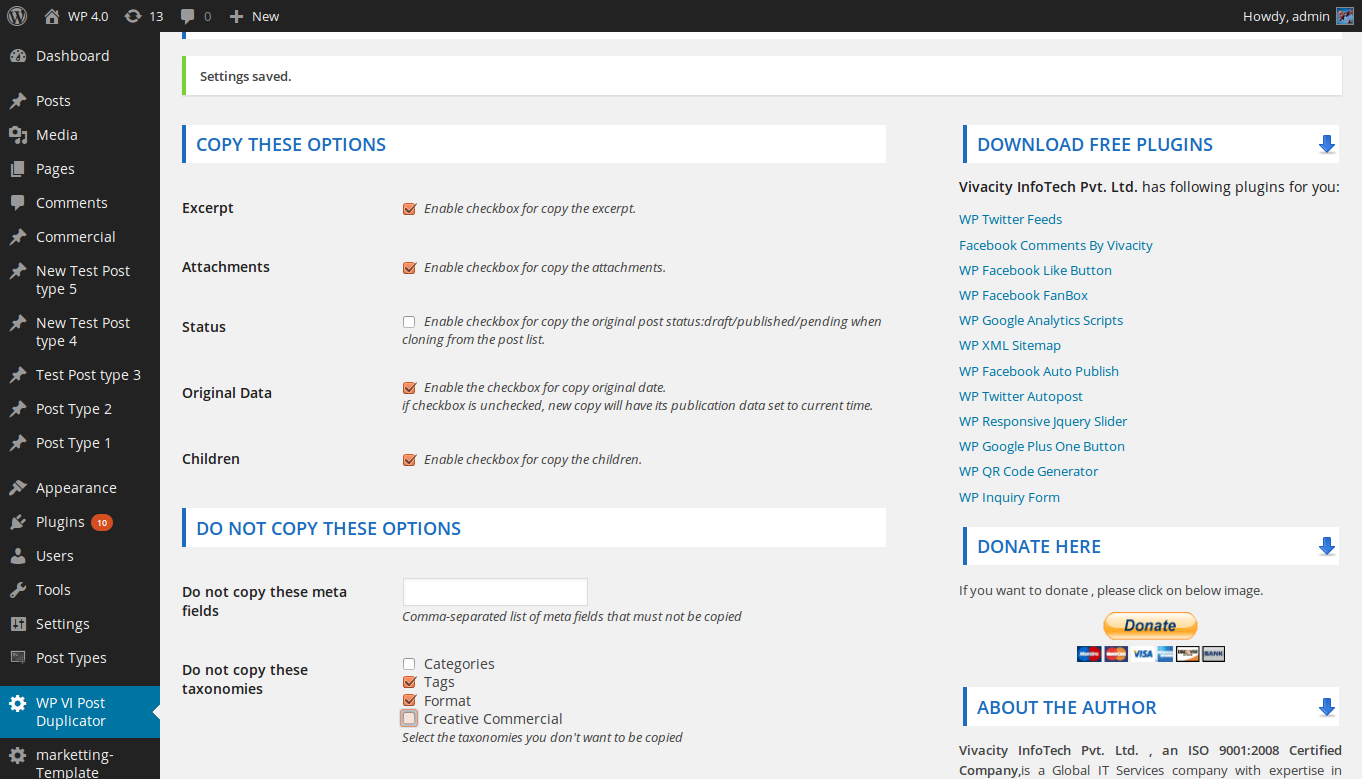 WP 4.0 13 0 New Howdy, admin
Dashboard
Posts
Media
Pages
Comments
Commercial
New Test Post
type 5
New Test Post
type 4
Test Post type 3
Post Type 2
Post Type 1
Appearance
Plugins 10
Users
Tools
Settings
Post Types
WP VI Post
Duplicator
marketting-
Template
Settings saved.
COPY THESE OPTIONS
Excerpt
Enable checkbox for copy the excerpt.
Attachments
Enable checkbox for copy the attachments.
Status
Enable checkbox for copy the original post status:draft/published/pending when
cloning from the post list.
Original Data
Enable the checkbox for copy original date.
if checkbox is unchecked, new copy will have its publication data set to current time.
Children
Enable checkbox for copy the children.
DO NOT COPY THESE OPTIONS
Do not copy these meta
fields
Comma-separated list of meta fields that must not be copied
Do not copy these
taxonomies
Categories
Tags
Format
Creative Commercial
Select the taxonomies you don't want to be copied
DOWNLOAD FREE PLUGINS
Vivacity InfoTech Pvt. Ltd. has following plugins for you:
WP Twitter Feeds
Facebook Comments By Vivacity
WP Facebook Like Button
WP Facebook FanBox
WP Google Analytics Scripts
WP XML Sitemap
WP Facebook Auto Publish
WP Twitter Autopost
WP Responsive Jquery Slider
WP Google Plus One Button
WP QR Code Generator
WP Inquiry Form
DONATE HERE
If you want to donate , please click on below image.
Donate
Maestro MasterCard VISA DISCOVER BANK
ABOUT THE AUTHOR
Vivacity InfoTech Pvt. Ltd. , an ISO 9001:2008 Certified
Company,is a Global IT Services company with expertise in